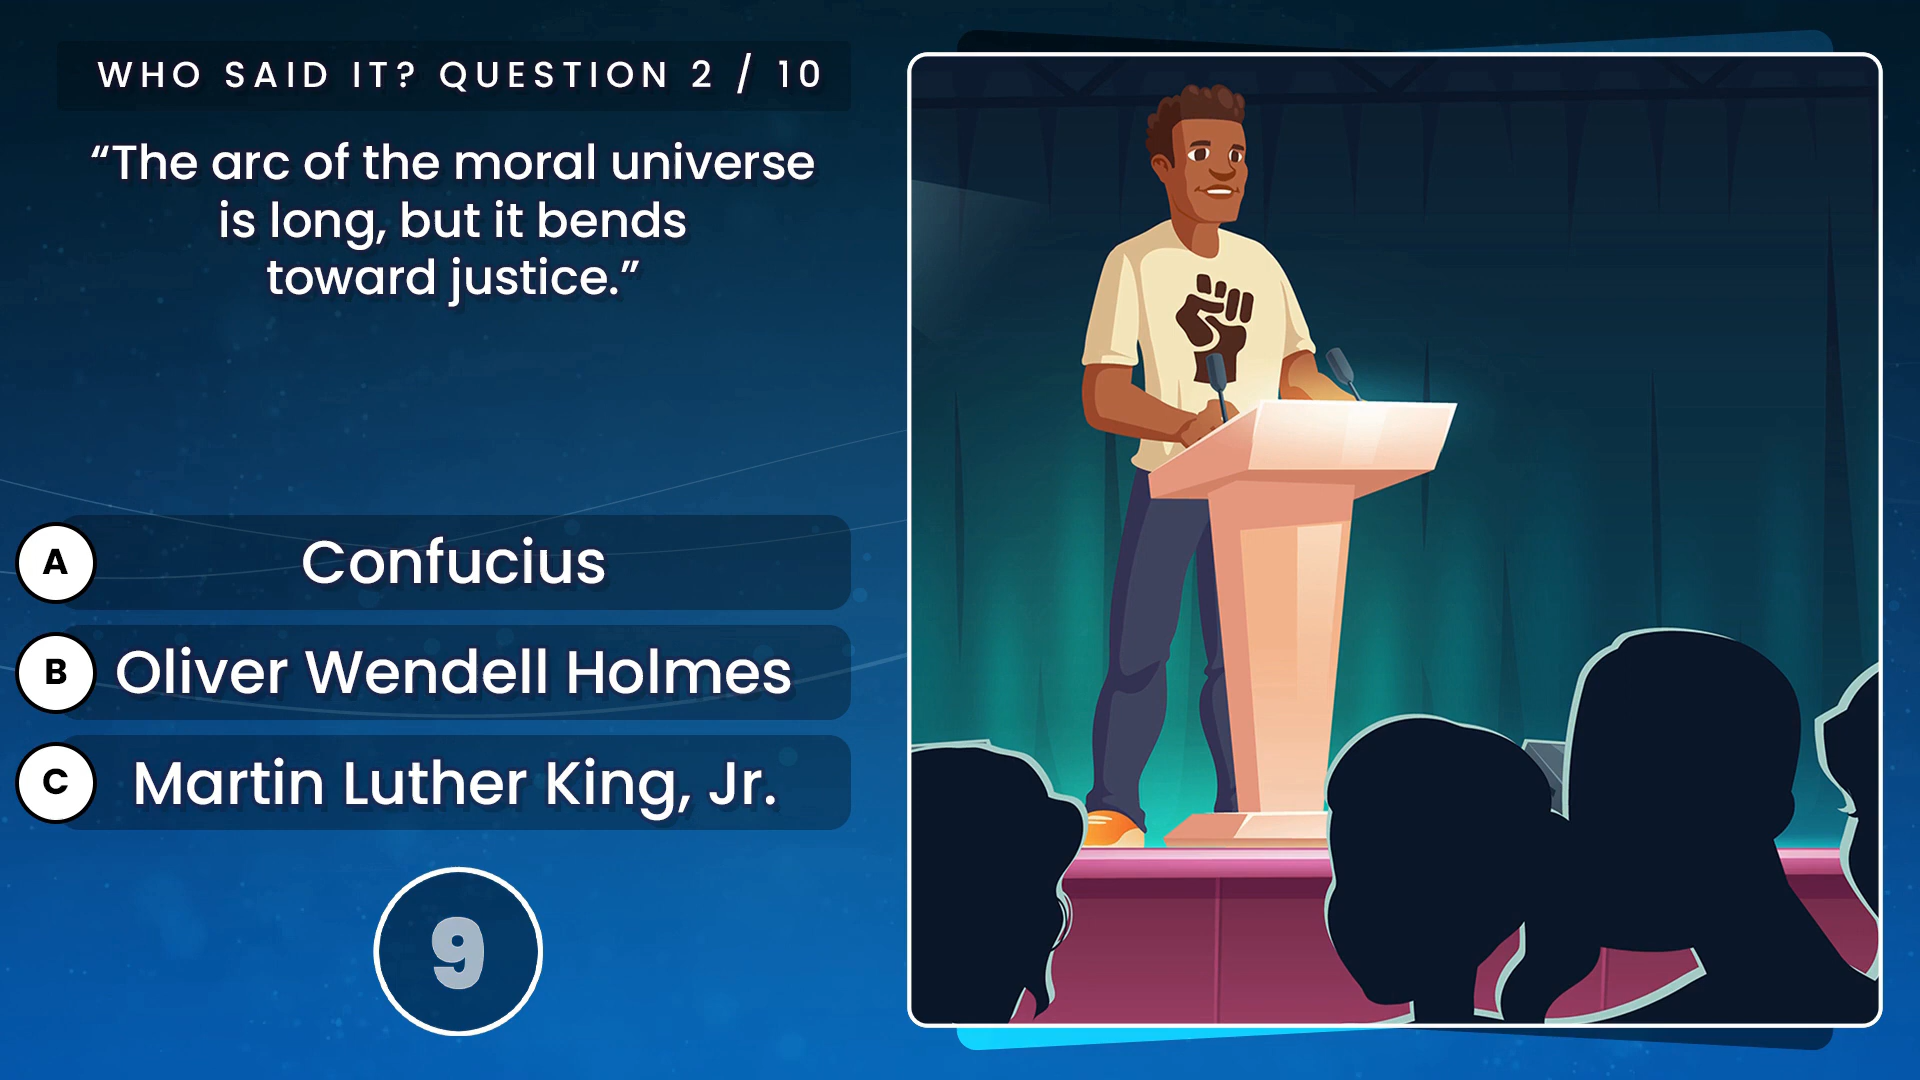 WHO SAID IT? QUESTION 2 / 10
“The arc of the moral universe
is long, but it bends
toward justice.”
A Confucius
B Oliver Wendell Holmes
C Martin Luther King, Jr.
9